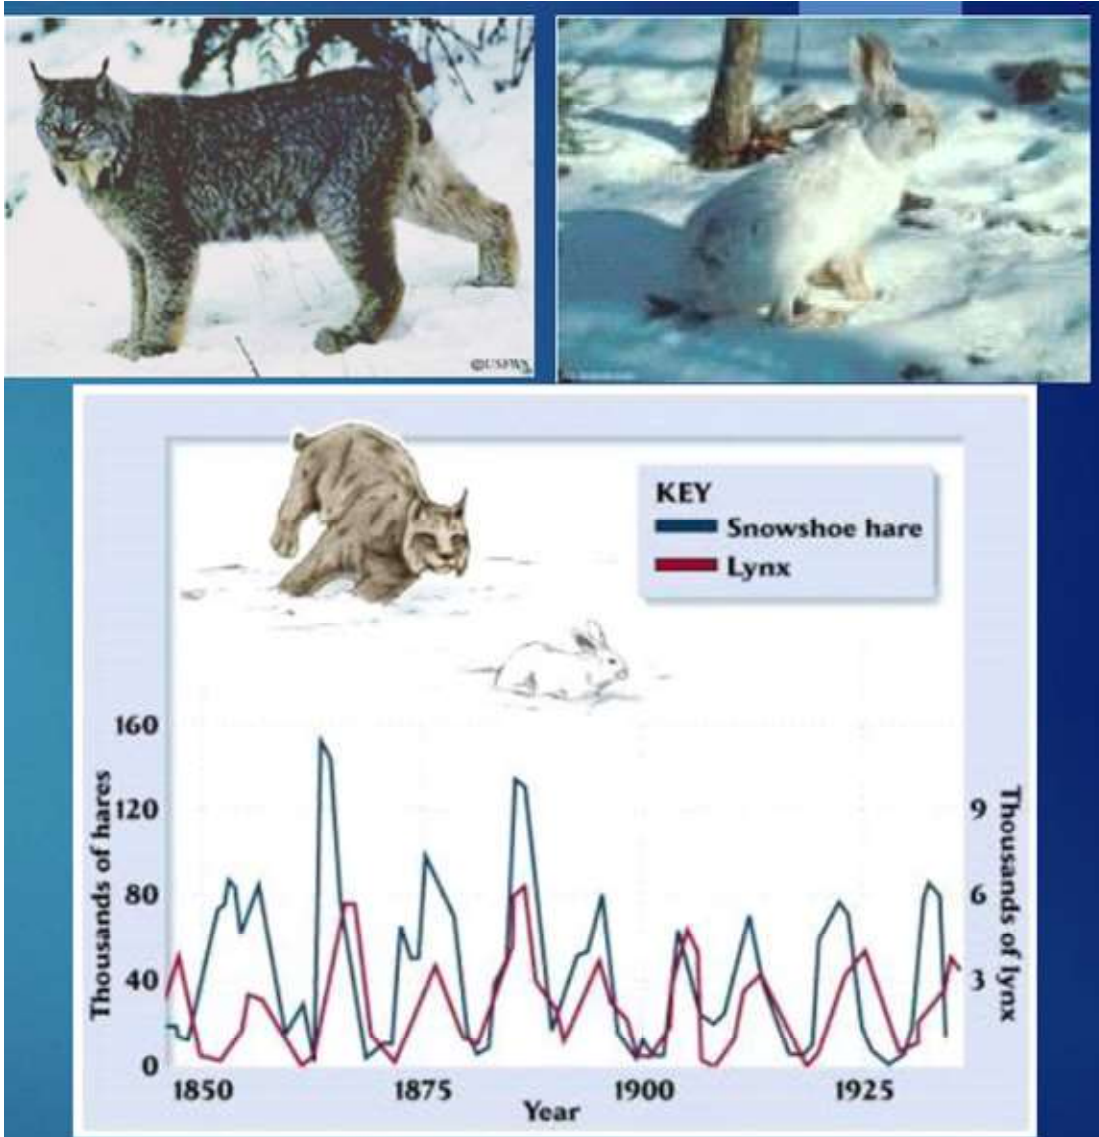 ©USFWS
KEY
Snowshoe hare
Lynx
160
120
80
40
0
Thousands of hares
9
6
3
Thousands of lynx
1850
1875
1900
1925
Year